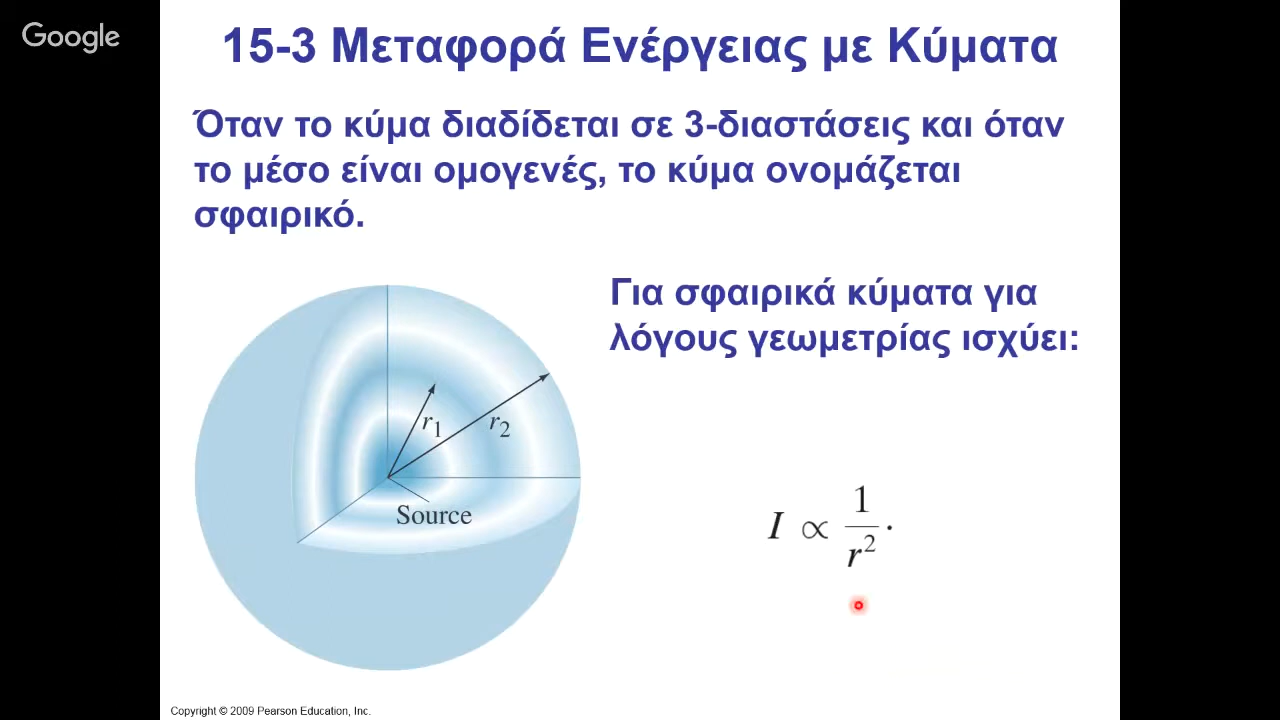 Google
15-3 Μεταφορά Ενέργειας με Κύματα
Όταν το κύμα διαδίδεται σε 3-διαστάσεις και όταν
το μέσο είναι ομογενές, το κύμα ονομάζεται
σφαιρικό.
Για σφαιρικά κύματα για
λόγους γεωμετρίας ισχύει:
r₁
r₂
Source
I ∝ 1/r².
Copyright © 2009 Pearson Education, Inc.